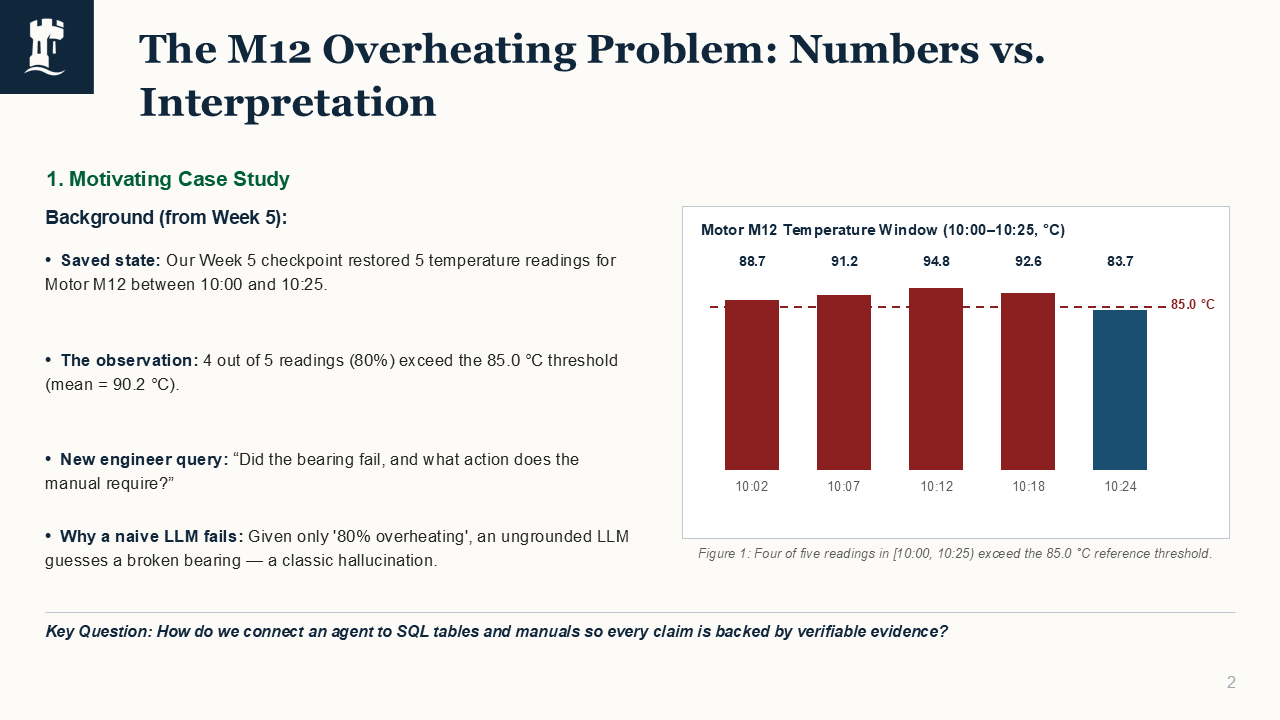 The M12 Overheating Problem: Numbers vs.
Interpretation
1. Motivating Case Study
Background (from Week 5):
• Saved state: Our Week 5 checkpoint restored 5 temperature readings for
Motor M12 between 10:00 and 10:25.
• The observation: 4 out of 5 readings (80%) exceed the 85.0 °C threshold
(mean = 90.2 °C).
• New engineer query: “Did the bearing fail, and what action does the
manual require?”
• Why a naive LLM fails: Given only '80% overheating', an ungrounded LLM
guesses a broken bearing — a classic hallucination.
Motor M12 Temperature Window (10:00–10:25, °C)
88.7 91.2 94.8 92.6 83.7
85.0 °C
10:02 10:07 10:12 10:18 10:24
Figure 1: Four of five readings in [10:00, 10:25) exceed the 85.0 °C reference threshold.
Key Question: How do we connect an agent to SQL tables and manuals so every claim is backed by verifiable evidence?
2